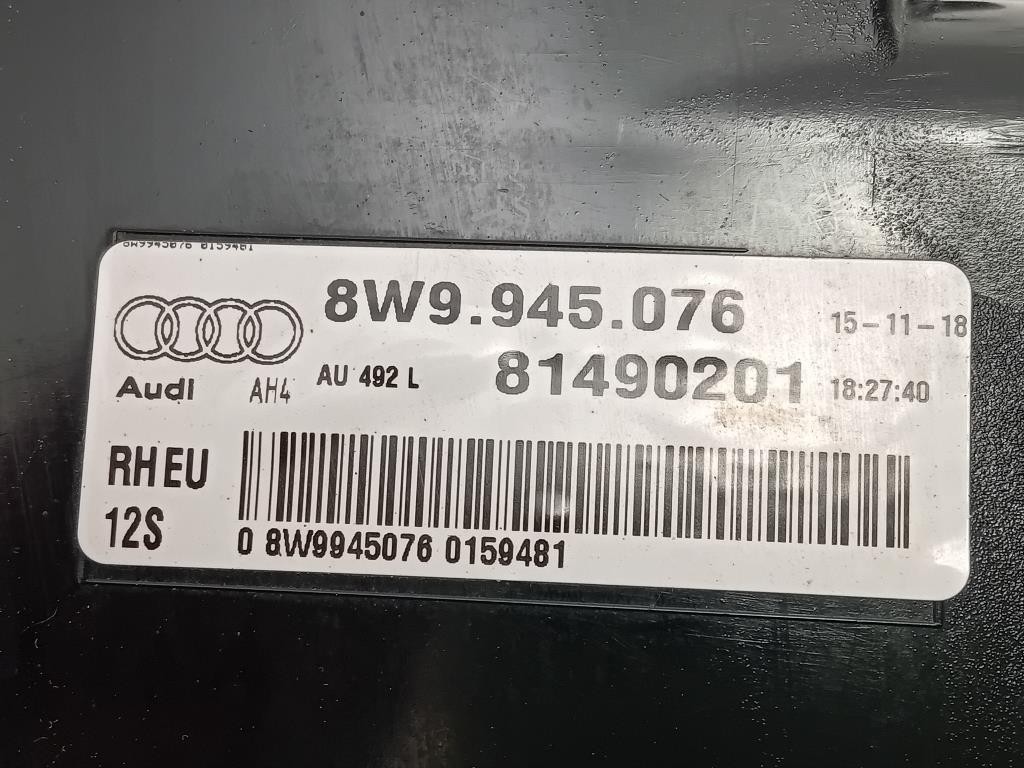 8W9945076 0159481
8W9.945.076
15-11-18
Audi
AH4
AU 492 L
81490201
18:27:40
RH EU
12S
0 8W9945076 0159481